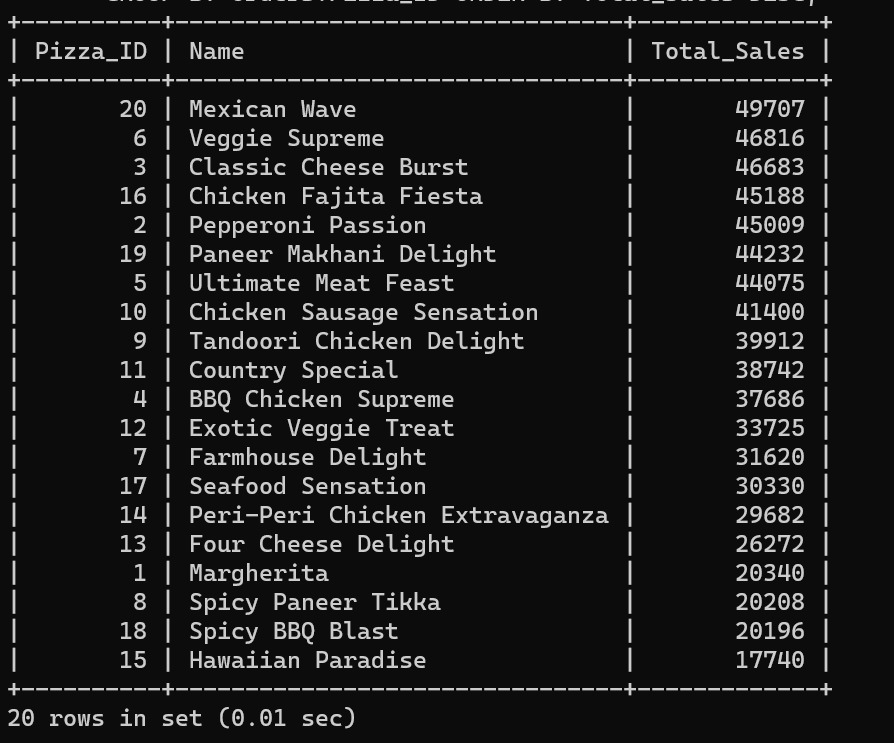 +----------+--------------------------------+-------------+
| Pizza_ID | Name                           | Total_Sales |
+----------+--------------------------------+-------------+
|       20 | Mexican Wave                   |       49707 |
|        6 | Veggie Supreme                 |       46816 |
|        3 | Classic Cheese Burst           |       46683 |
|       16 | Chicken Fajita Fiesta          |       45188 |
|        2 | Pepperoni Passion              |       45009 |
|       19 | Paneer Makhani Delight         |       44232 |
|        5 | Ultimate Meat Feast            |       44075 |
|       10 | Chicken Sausage Sensation      |       41400 |
|        9 | Tandoori Chicken Delight       |       39912 |
|       11 | Country Special                |       38742 |
|        4 | BBQ Chicken Supreme            |       37686 |
|       12 | Exotic Veggie Treat            |       33725 |
|        7 | Farmhouse Delight              |       31620 |
|       17 | Seafood Sensation              |       30330 |
|       14 | Peri-Peri Chicken Extravaganza |       29682 |
|       13 | Four Cheese Delight            |       26272 |
|        1 | Margherita                     |       20340 |
|        8 | Spicy Paneer Tikka             |       20208 |
|       18 | Spicy BBQ Blast                |       20196 |
|       15 | Hawaiian Paradise              |       17740 |
+----------+--------------------------------+-------------+
20 rows in set (0.01 sec)